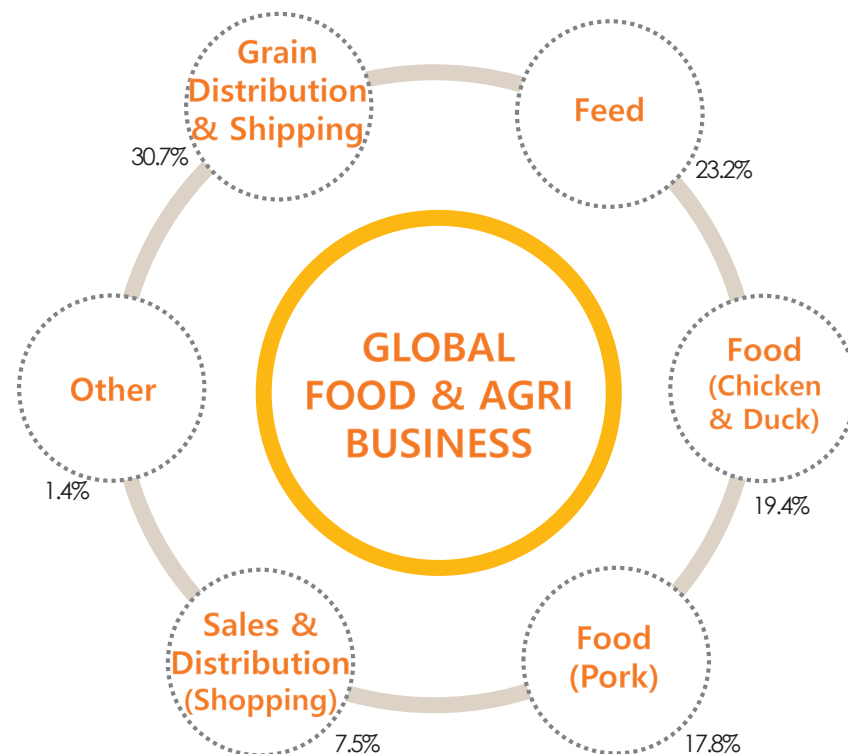 Grain
Distribution
& Shipping
30.7%
Feed
23.2%
Food
(Chicken
& Duck)
19.4%
Food
(Pork)
17.8%
Sales &
Distribution
(Shopping)
7.5%
Other
1.4%
GLOBAL
FOOD & AGRI
BUSINESS